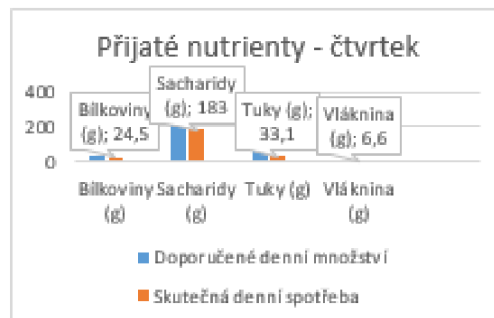 Přijaté nutrienty - čtvrtek
400
200
0
Bílkoviny
(g); 24,5
Sacharidy
(g); 183
Tuky (g);
33,1
Vláknina
(g); 6,6
Bílkoviny
(g)
Sacharidy
(g)
Tuky (g)
Vláknina
(g)
Doporučené denní množství
Skutečná denní spotřeba